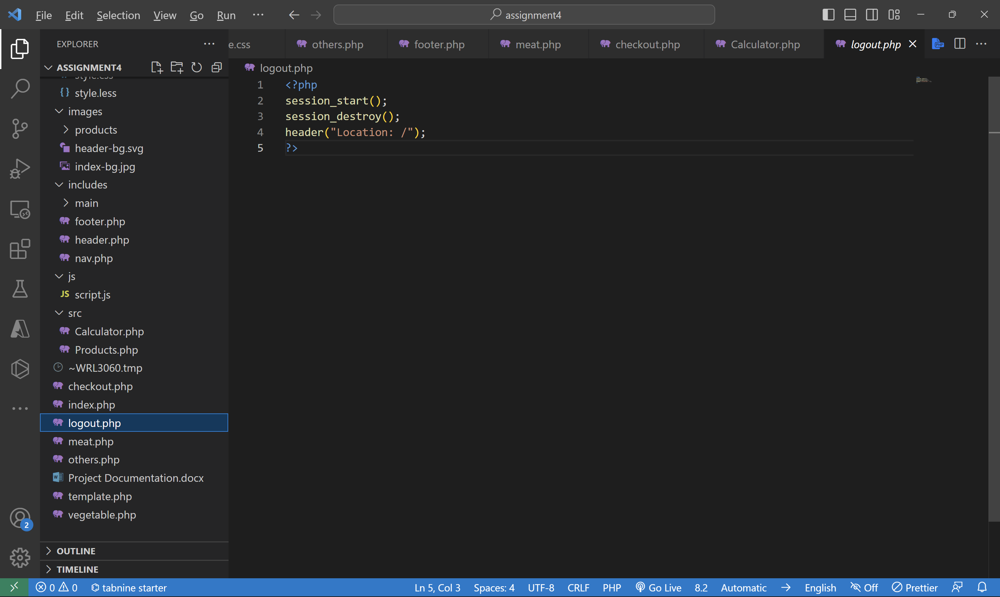 File Edit Selection View Go Run ··· assignment4
EXPLORER ···
e.css others.php footer.php meat.php checkout.php Calculator.php logout.php
ASSIGNMENT4
logout.php
style.css
style.less
images
products
header-bg.svg
index-bg.jpg
includes
main
footer.php
header.php
nav.php
js
JS script.js
src
Calculator.php
Products.php
~WRL3060.tmp
checkout.php
index.php
logout.php
meat.php
others.php
Project Documentation.docx
template.php
vegetable.php
OUTLINE
TIMELINE
1 <?php
2 session_start();
3 session_destroy();
4 header("Location: /");
5 ?>
2
0 0 tabnine starter Ln 5, Col 3 Spaces: 4 UTF-8 CRLF PHP Go Live 8.2 Automatic English Off Prettier